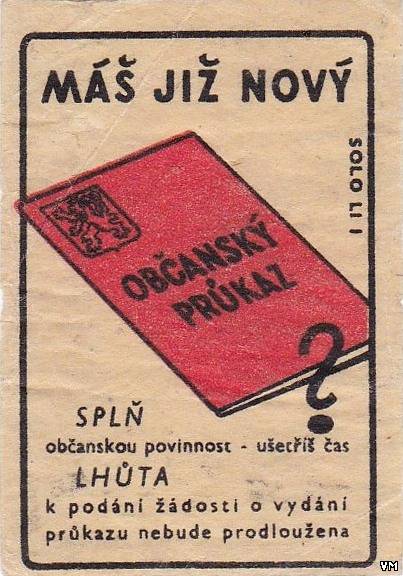 MÁŠ JIŽ NOVÝ
SOLO LI I
OBČANSKÝ
PRŮKAZ
?
SPLŇ
občanskou povinnost - ušetříš čas
LHŮTA
k podání žádosti o vydání
průkazu nebude prodloužena
VM